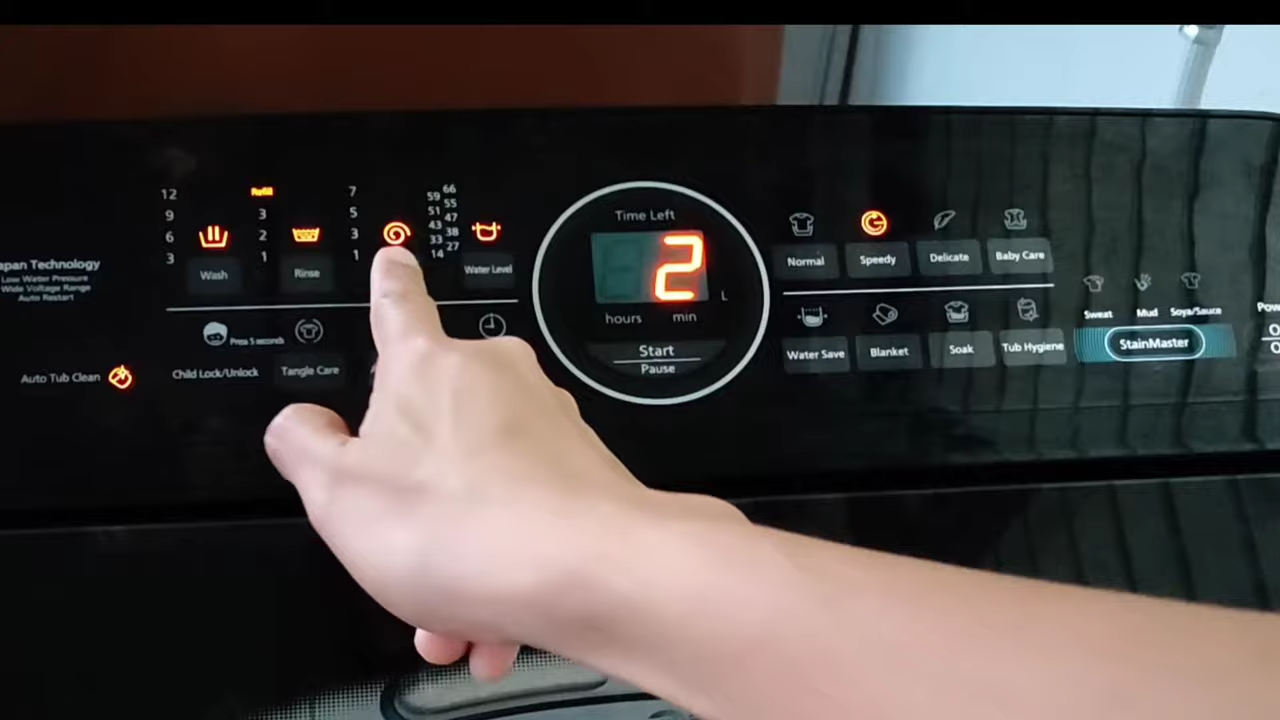 apan Technology
Low Water Pressure
Wide Voltage Range
Auto Restart
12
9
6
3
Wash
Refill
3
2
1
Rinse
7
5
3
1
66
59
55
51
47
43
38
33
27
14
Water Level
Time Left
2
L
hours min
Start
Pause
Normal
Speedy
Delicate
Baby Care
Water Save
Blanket
Soak
Tub Hygiene
Sweat
Mud
Soya/Sauce
StainMaster
Auto Tub Clean
Press 5 seconds
Child Lock/Unlock
Tangle Care